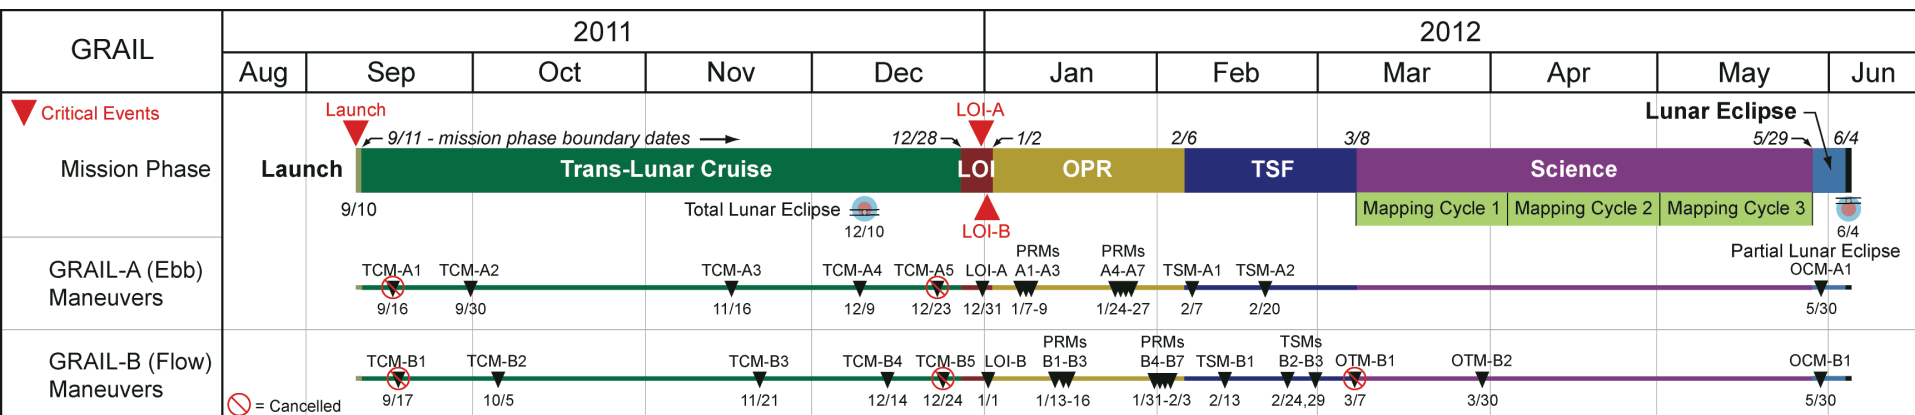 GRAIL
2011 2012
Aug Sep Oct Nov Dec Jan Feb Mar Apr May Jun
Critical Events
Launch
LOI-A
Lunar Eclipse
9/11 - mission phase boundary dates
12/28
1/2
2/6
3/8
5/29
6/4
Mission Phase
Launch
Trans-Lunar Cruise
LOI
OPR
TSF
Science
9/10
Total Lunar Eclipse
12/10
LOI-B
Mapping Cycle 1
Mapping Cycle 2
Mapping Cycle 3
6/4
Partial Lunar Eclipse
GRAIL-A (Ebb)
Maneuvers
TCM-A1
9/16
TCM-A2
9/30
TCM-A3
11/16
TCM-A4
12/9
TCM-A5
12/23
LOI-A
12/31
PRMs
A1-A3
1/7-9
PRMs
A4-A7
1/24-27
TSM-A1
2/7
TSM-A2
2/20
OCM-A1
5/30
GRAIL-B (Flow)
Maneuvers
TCM-B1
9/17
TCM-B2
10/5
TCM-B3
11/21
TCM-B4
12/14
TCM-B5
12/24
LOI-B
1/1
PRMs
B1-B3
1/13-16
PRMs
B4-B7
1/31-2/3
TSM-B1
2/13
TSMs
B2-B3
2/24,29
OTM-B1
3/7
OTM-B2
3/30
OCM-B1
5/30
= Cancelled